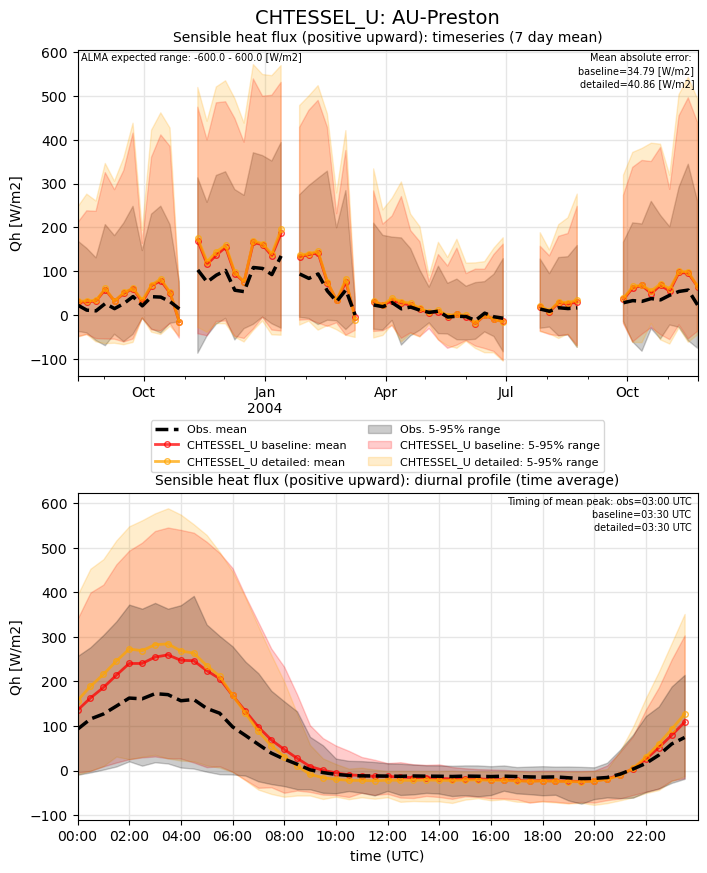 CHTESSEL_U: AU-Preston
Sensible heat flux (positive upward): timeseries (7 day mean)
ALMA expected range: -600.0 - 600.0 [W/m2]
Mean absolute error:
baseline=34.79 [W/m2]
detailed=40.86 [W/m2]
Qh [W/m2]
600
500
400
300
200
100
0
−100
Oct
Jan
2004
Apr
Jul
Oct
Obs. mean
CHTESSEL_U baseline: mean
CHTESSEL_U detailed: mean
Obs. 5-95% range
CHTESSEL_U baseline: 5-95% range
CHTESSEL_U detailed: 5-95% range
Sensible heat flux (positive upward): diurnal profile (time average)
Timing of mean peak: obs=03:00 UTC
baseline=03:30 UTC
detailed=03:30 UTC
Qh [W/m2]
600
500
400
300
200
100
0
−100
00:00 02:00 04:00 06:00 08:00 10:00 12:00 14:00 16:00 18:00 20:00 22:00
time (UTC)